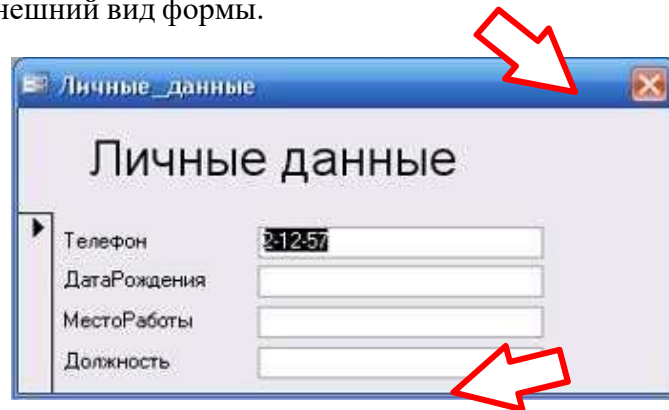 нешний вид формы.
Личные_данные
Личные данные
Телефон 2-12-57
ДатаРождения
МестоРаботы
Должность